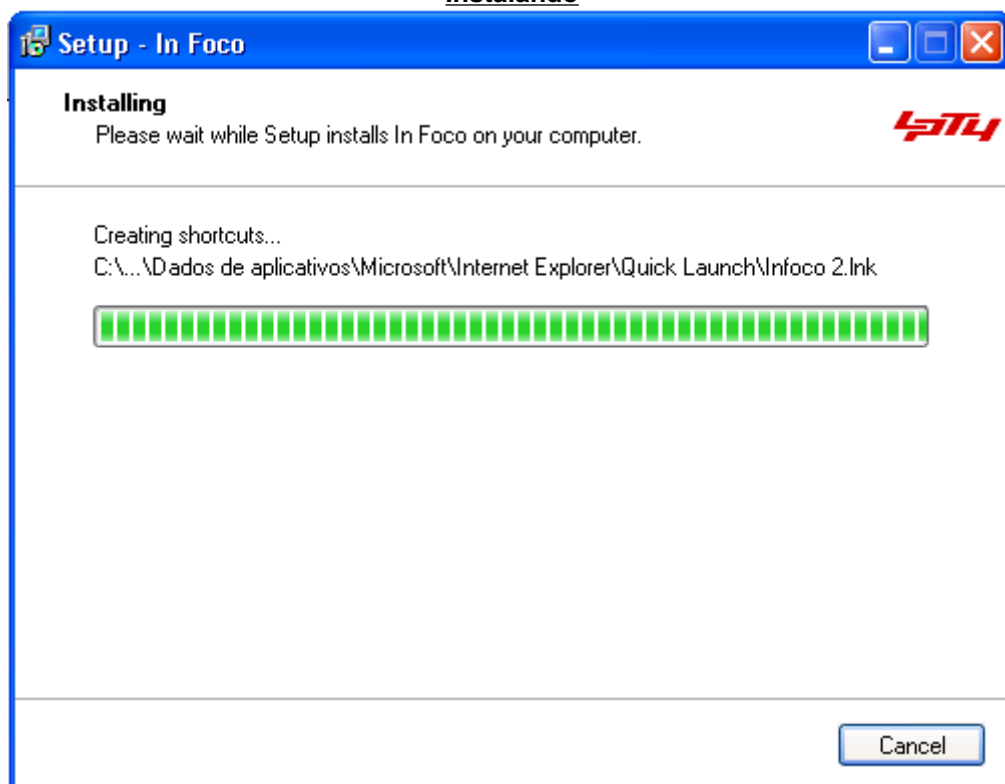 Instalando
Setup - In Foco
Installing
Please wait while Setup installs In Foco on your computer.
Creating shortcuts...
C:\...\Dados de aplicativos\Microsoft\Internet Explorer\Quick Launch\Infoco 2.lnk
Cancel